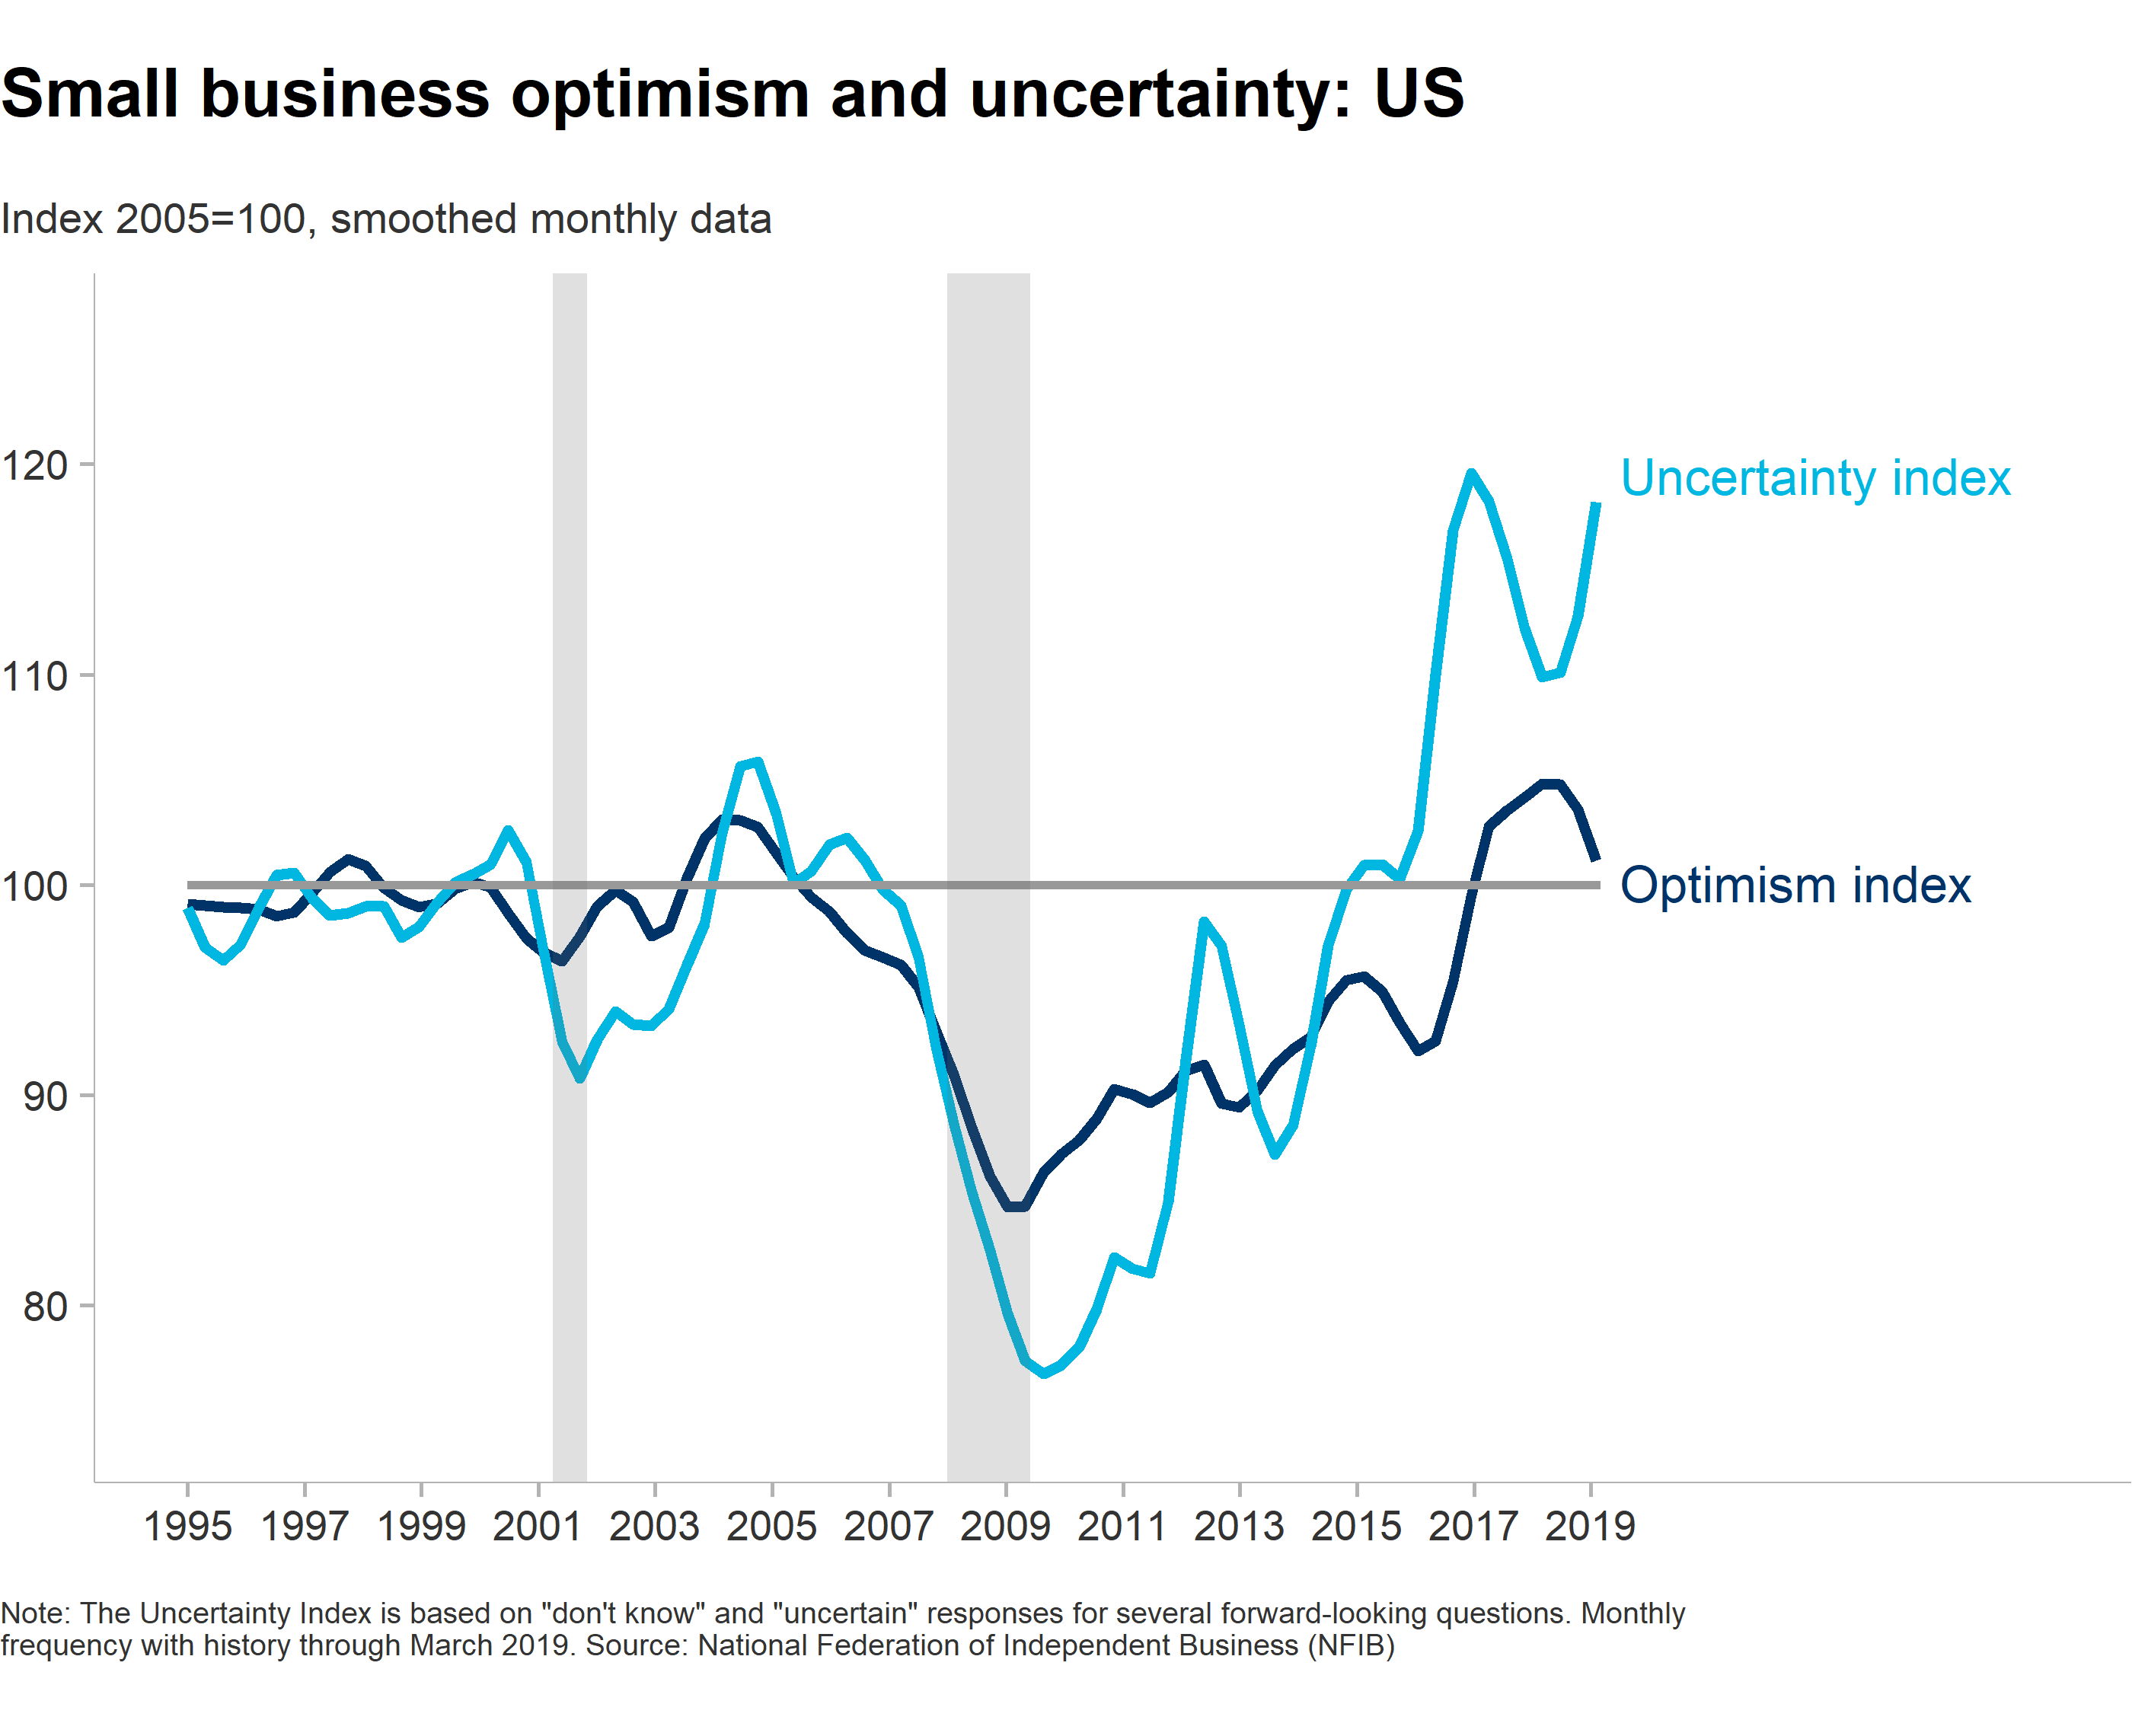 Small business optimism and uncertainty: US
Index 2005=100, smoothed monthly data
120
110
100
90
80
Uncertainty index
Optimism index
1995 1997 1999 2001 2003 2005 2007 2009 2011 2013 2015 2017 2019
Note: The Uncertainty Index is based on "don't know" and "uncertain" responses for several forward-looking questions. Monthly
frequency with history through March 2019. Source: National Federation of Independent Business (NFIB)